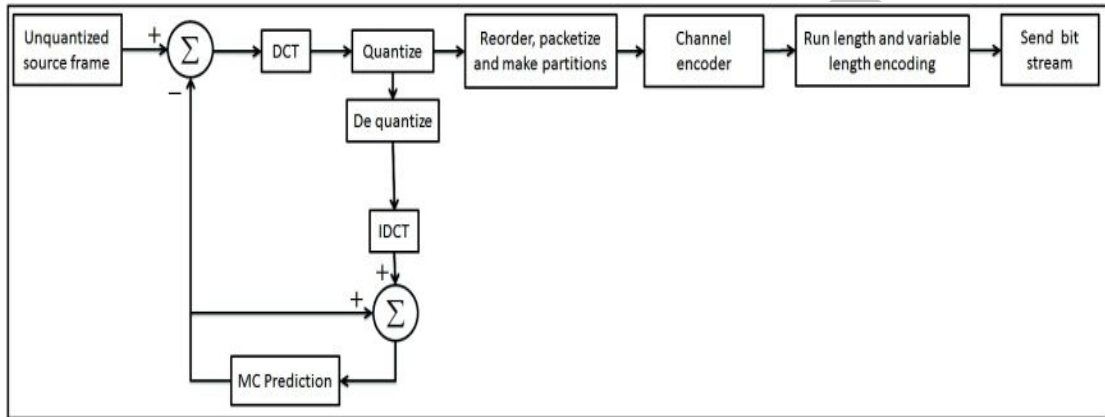 Unquantized
source frame
+
Σ
−
DCT
Quantize
Reorder, packetize
and make partitions
Channel
encoder
Run length and variable
length encoding
Send bit
stream
De quantize
IDCT
+
+
Σ
MC Prediction